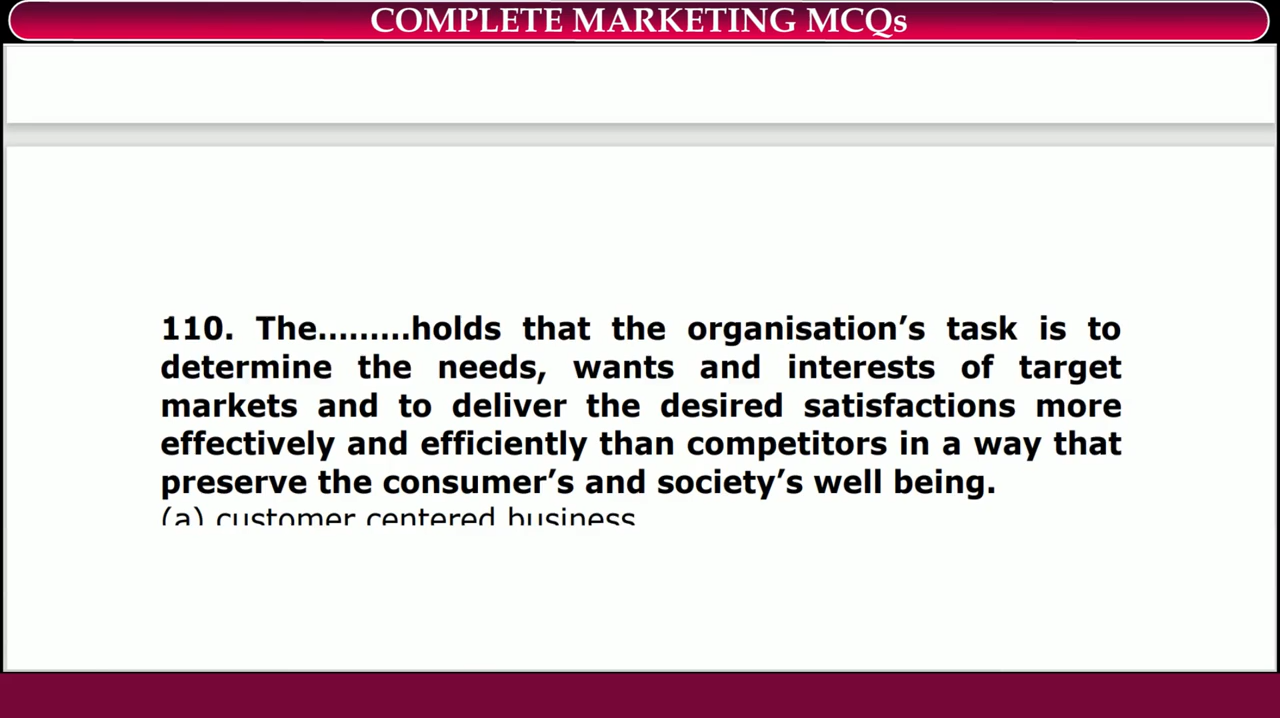 COMPLETE MARKETING MCQs
110. The.........holds that the organisation’s task is to
determine the needs, wants and interests of target
markets and to deliver the desired satisfactions more
effectively and efficiently than competitors in a way that
preserve the consumer’s and society’s well being.
(a) customer centered business